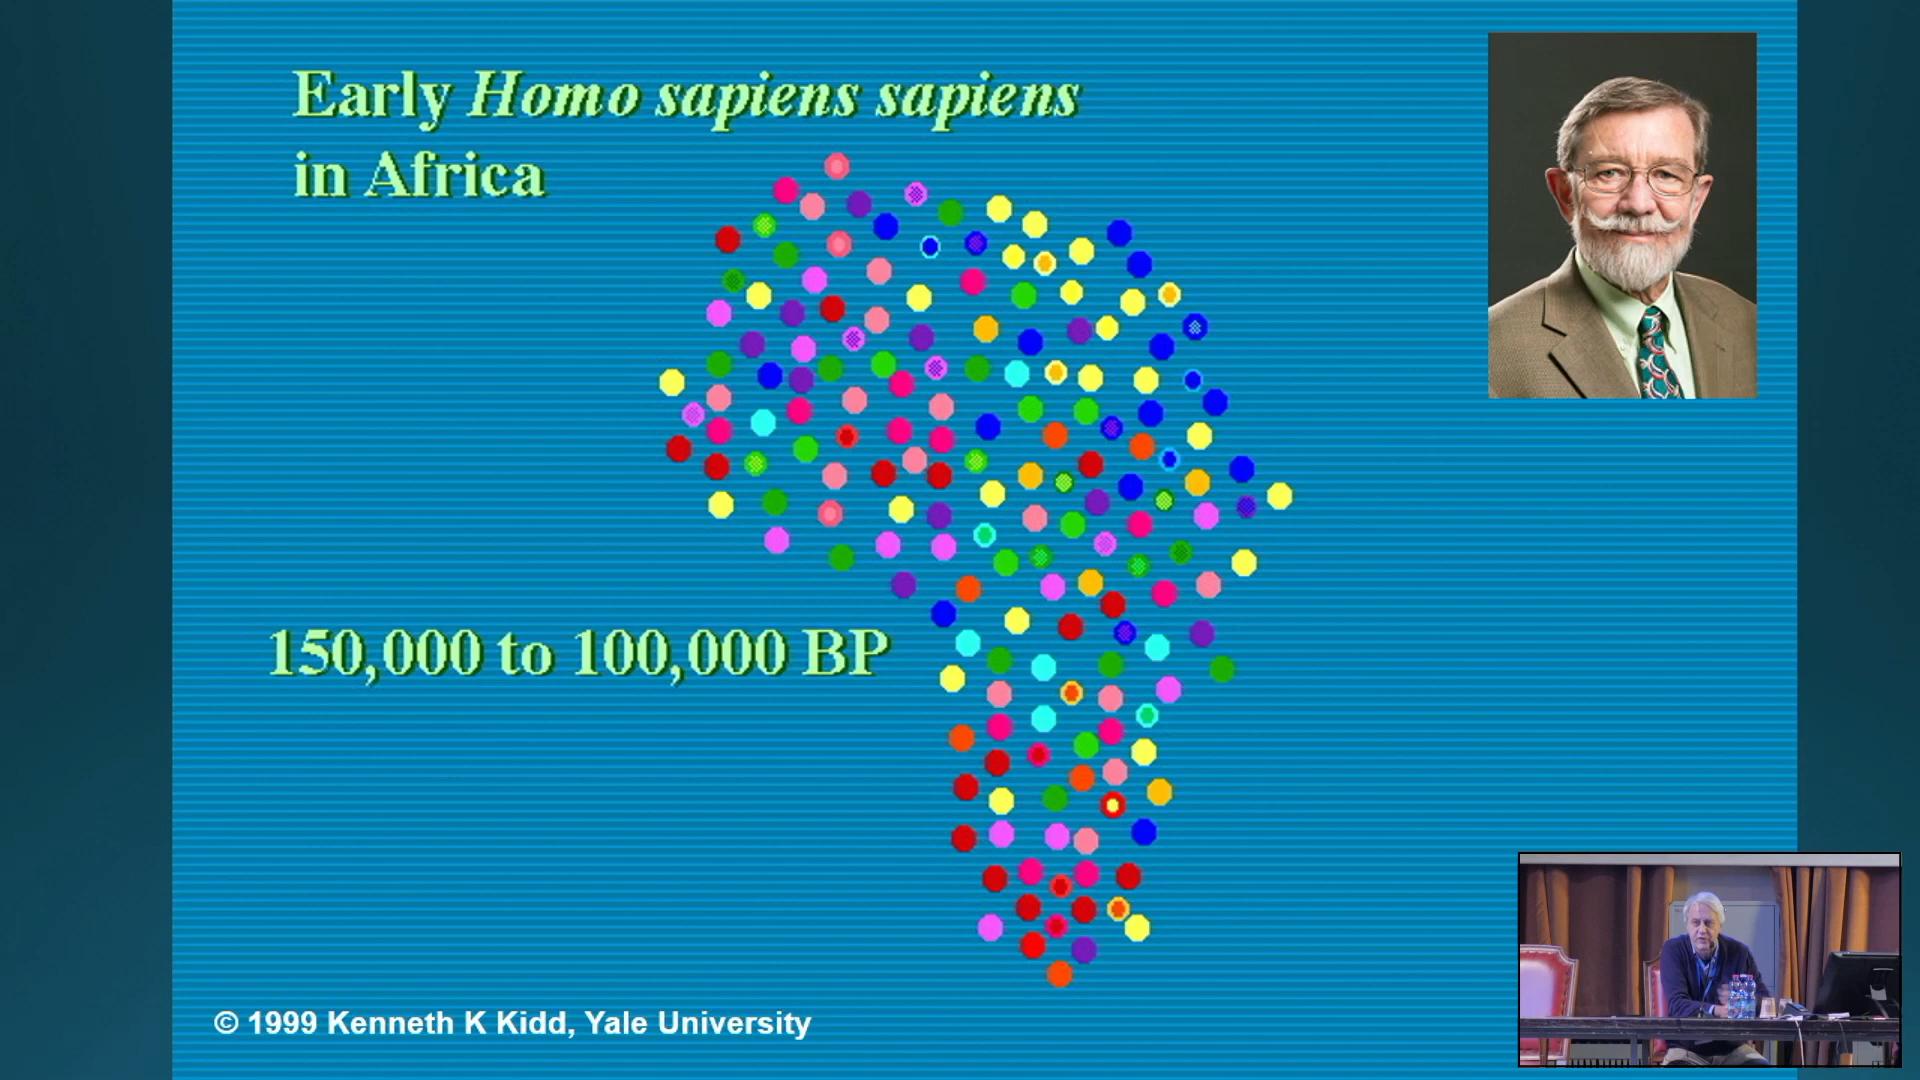 Early Homo sapiens sapiens
in Africa
150,000 to 100,000 BP
© 1999 Kenneth K Kidd, Yale University